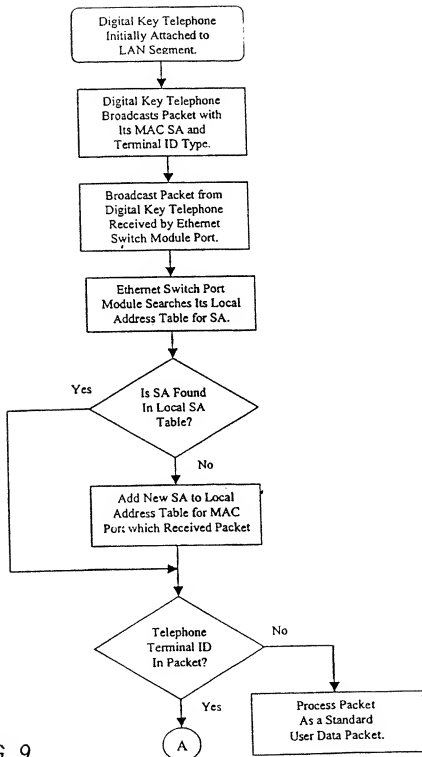 Digital Key Telephone
Initially Attached to
LAN Segment.
Digital Key Telephone
Broadcasts Packet with
Its MAC SA and
Terminal ID Type.
Broadcast Packet from
Digital Key Telephone
Received by Ethernet
Switch Module Port.
Ethernet Switch Port
Module Searches Its Local
Address Table for SA.
Yes
Is SA Found
In Local SA
Table?
No
Add New SA to Local
Address Table for MAC
Port which Received Packet
Telephone
Terminal ID
In Packet?
No
Yes
Process Packet
As a Standard
User Data Packet.
A
G. 9